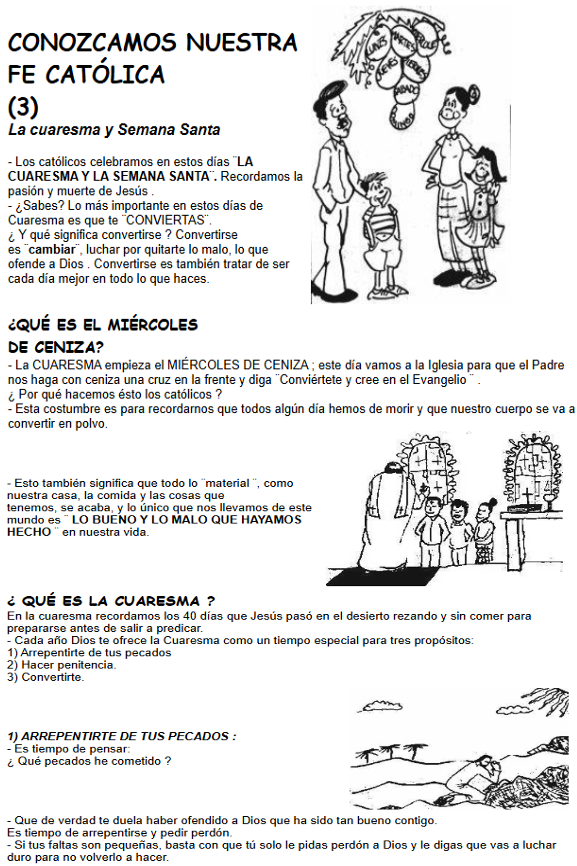 CONOZCAMOS NUESTRA
FE CATÓLICA
(3)
La cuaresma y Semana Santa
LUNES MARTES
JUEVES
SABADO
- Los católicos celebramos en estos días ¨LA
CUARESMA Y LA SEMANA SANTA¨. Recordamos la
pasión y muerte de Jesús .
- ¿Sabes? Lo más importante en estos días de
Cuaresma es que te ¨CONVIERTAS¨.
¿ Y qué significa convertirse ? Convertirse
es ¨cambiar¨, luchar por quitarte lo malo, lo que
ofende a Dios . Convertirse es también tratar de ser
cada día mejor en todo lo que haces.
¿QUÉ ES EL MIÉRCOLES
DE CENIZA?
- La CUARESMA empieza el MIÉRCOLES DE CENIZA ; este día vamos a la Iglesia para que el Padre
nos haga con ceniza una cruz en la frente y diga ¨Conviértete y cree en el Evangelio ¨ .
¿ Por qué hacemos ésto los católicos ?
- Esta costumbre es para recordarnos que todos algún día hemos de morir y que nuestro cuerpo se va a
convertir en polvo.
- Esto también significa que todo lo ¨material ¨, como
nuestra casa, la comida y las cosas que
tenemos, se acaba, y lo único que nos llevamos de este
mundo es ¨ LO BUENO Y LO MALO QUE HAYAMOS
HECHO ¨ en nuestra vida.
¿ QUÉ ES LA CUARESMA ?
En la cuaresma recordamos los 40 días que Jesús pasó en el desierto rezando y sin comer para
prepararse antes de salir a predicar.
- Cada año Dios te ofrece la Cuaresma como un tiempo especial para tres propósitos:
1) Arrepentirte de tus pecados
2) Hacer penitencia.
3) Convertirte.
1) ARREPENTIRTE DE TUS PECADOS :
- Es tiempo de pensar:
¿ Qué pecados he cometido ?
- Que de verdad te duela haber ofendido a Dios que ha sido tan bueno contigo.
Es tiempo de arrepentirse y pedir perdón.
- Si tus faltas son pequeñas, basta con que tú solo le pidas perdón a Dios y le digas que vas a luchar
duro para no volverlo a hacer.